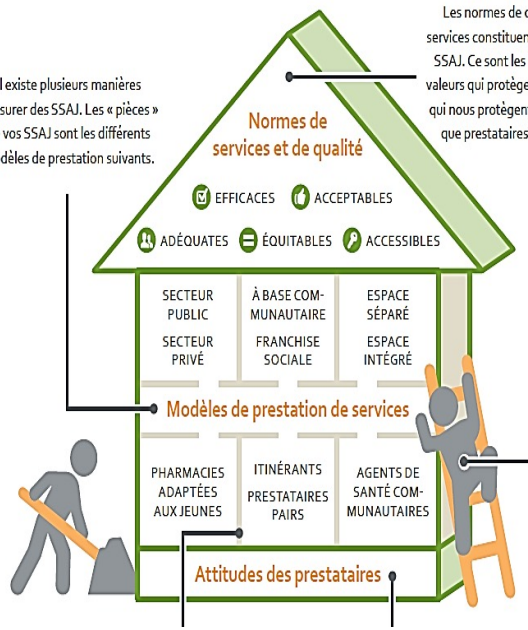 Les normes de
services constituen
SSAJ. Ce sont les
valeurs qui protège
qui nous protègen
que prestataires
l existe plusieurs manières
surer des SSAJ. Les « pièces »
vos SSAJ sont les différents
dèles de prestation suivants.
Normes de
services et de qualité
EFFICACES ACCEPTABLES
ADÉQUATES ÉQUITABLES ACCESSIBLES
SECTEUR
PUBLIC
SECTEUR
PRIVÉ
À BASE COM-
MUNAUTAIRE
FRANCHISE
SOCIALE
ESPACE
SÉPARÉ
ESPACE
INTÉGRÉ
Modèles de prestation de services
PHARMACIES
ADAPTÉES
AUX JEUNES
ITINÉRANTS
PRESTATAIRES
PAIRS
AGENTS DE
SANTÉ COM-
MUNAUTAIRES
Attitudes des prestataires